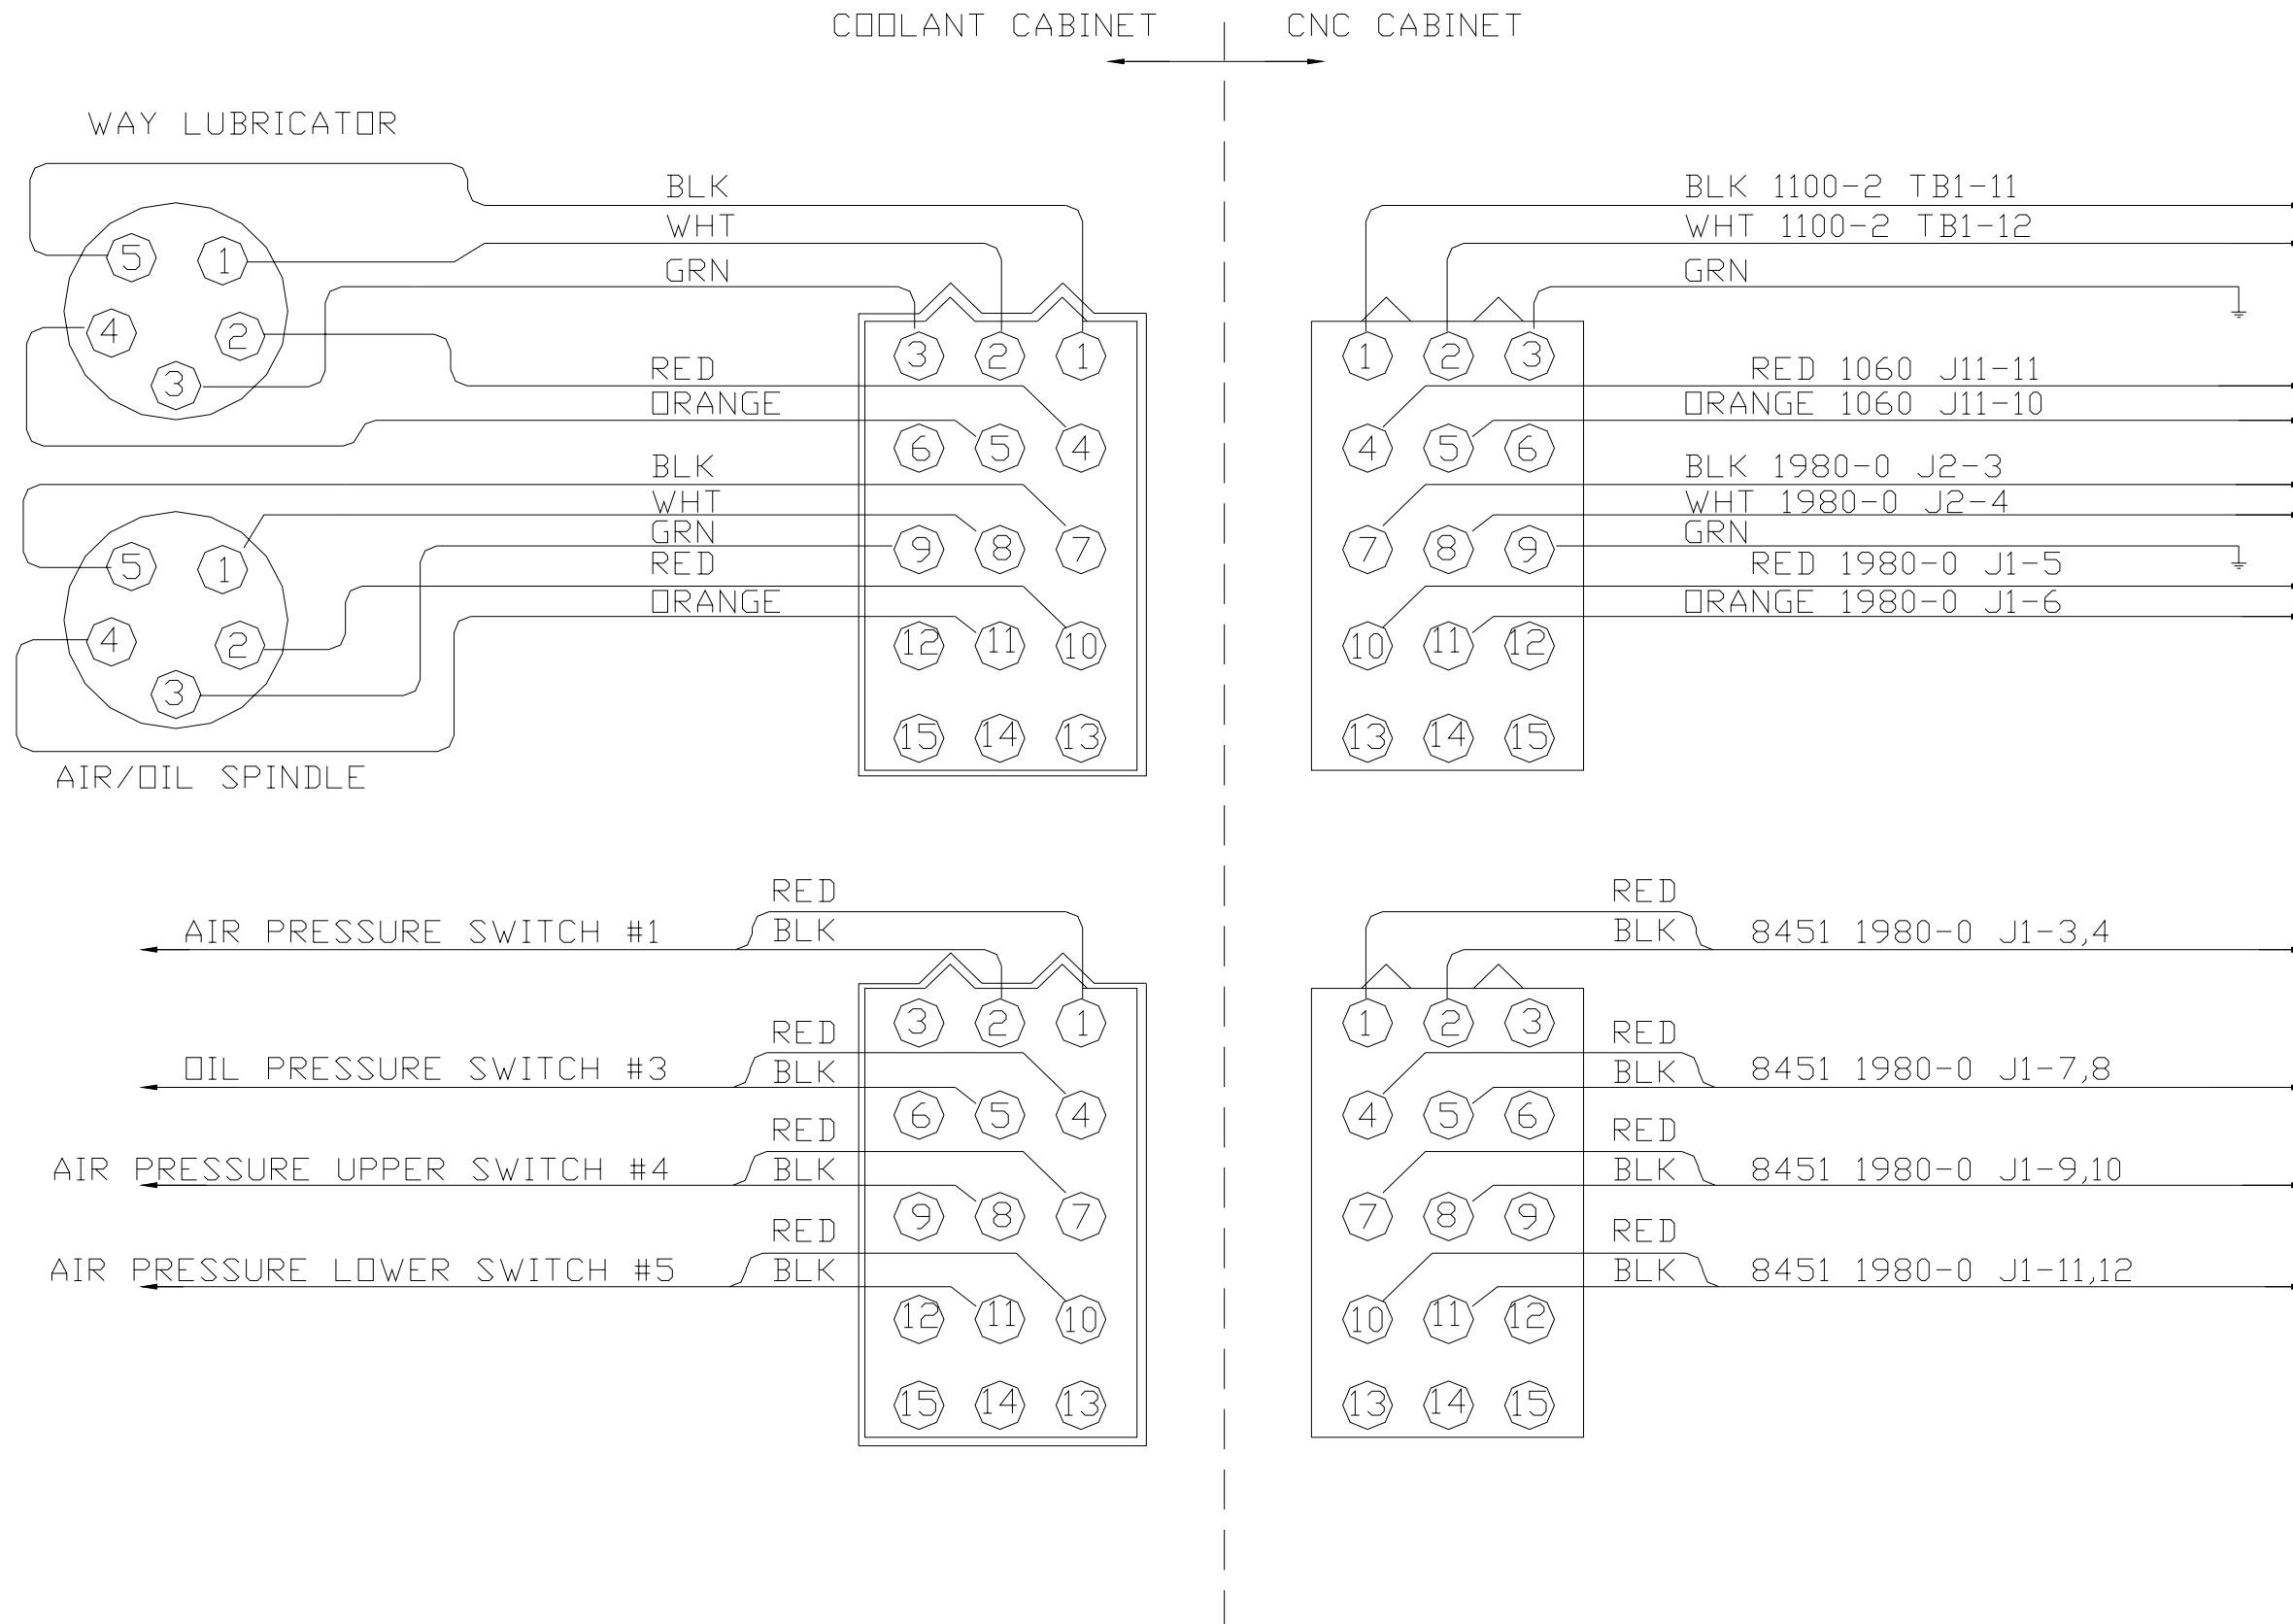 COOLANT CABINET CNC CABINET
WAY LUBRICATOR
BLK BLK 1100-2 TB1-11
WHT WHT 1100-2 TB1-12
5 1 GRN GRN
4 2 3 2 1 1 2 3
3 RED RED 1060 J11-11
ORANGE ORANGE 1060 J11-10
6 5 4 4 5 6
BLK BLK 1980-0 J2-3
WHT WHT 1980-0 J2-4
GRN GRN
5 1 9 8 7 7 8 9
RED RED 1980-0 J1-5
ORANGE ORANGE 1980-0 J1-6
4 2 12 11 10 10 11 12
3
15 14 13 13 14 15
AIR/OIL SPINDLE
RED RED
AIR PRESSURE SWITCH #1 BLK BLK 8451 1980-0 J1-3,4
3 2 1 1 2 3
RED RED
OIL PRESSURE SWITCH #3 BLK BLK 8451 1980-0 J1-7,8
6 5 4 4 5 6
RED RED
AIR PRESSURE UPPER SWITCH #4 BLK BLK 8451 1980-0 J1-9,10
9 8 7 7 8 9
RED RED
AIR PRESSURE LOWER SWITCH #5 BLK BLK 8451 1980-0 J1-11,12
12 11 10 10 11 12
15 14 13 13 14 15